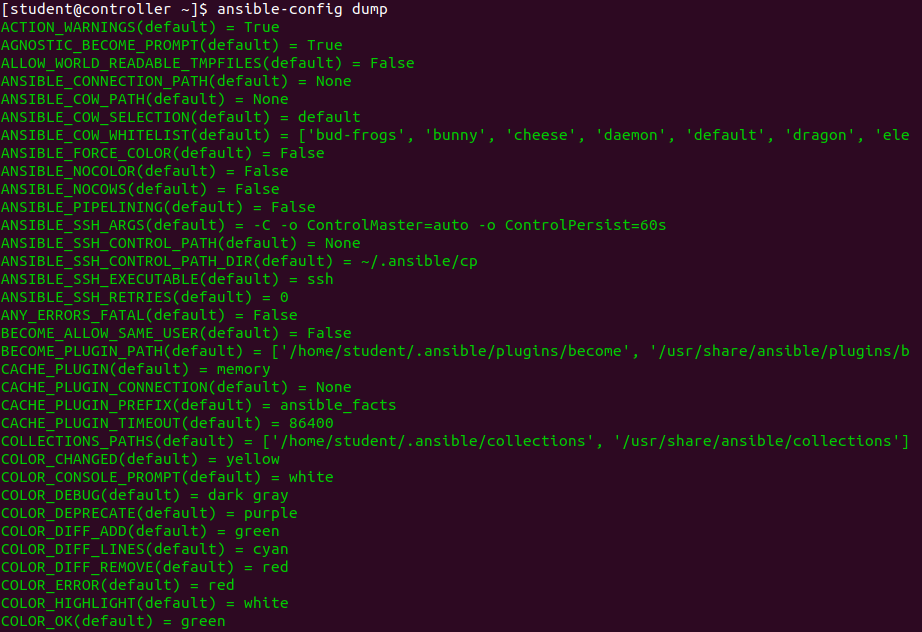 [student@controller ~]$ ansible-config dump
ACTION_WARNINGS(default) = True
AGNOSTIC_BECOME_PROMPT(default) = True
ALLOW_WORLD_READABLE_TMPFILES(default) = False
ANSIBLE_CONNECTION_PATH(default) = None
ANSIBLE_COW_PATH(default) = None
ANSIBLE_COW_SELECTION(default) = default
ANSIBLE_COW_WHITELIST(default) = ['bud-frogs', 'bunny', 'cheese', 'daemon', 'default', 'dragon', 'ele
ANSIBLE_FORCE_COLOR(default) = False
ANSIBLE_NOCOLOR(default) = False
ANSIBLE_NOCOWS(default) = False
ANSIBLE_PIPELINING(default) = False
ANSIBLE_SSH_ARGS(default) = -C -o ControlMaster=auto -o ControlPersist=60s
ANSIBLE_SSH_CONTROL_PATH(default) = None
ANSIBLE_SSH_CONTROL_PATH_DIR(default) = ~/.ansible/cp
ANSIBLE_SSH_EXECUTABLE(default) = ssh
ANSIBLE_SSH_RETRIES(default) = 0
ANY_ERRORS_FATAL(default) = False
BECOME_ALLOW_SAME_USER(default) = False
BECOME_PLUGIN_PATH(default) = ['/home/student/.ansible/plugins/become', '/usr/share/ansible/plugins/b
CACHE_PLUGIN(default) = memory
CACHE_PLUGIN_CONNECTION(default) = None
CACHE_PLUGIN_PREFIX(default) = ansible_facts
CACHE_PLUGIN_TIMEOUT(default) = 86400
COLLECTIONS_PATHS(default) = ['/home/student/.ansible/collections', '/usr/share/ansible/collections']
COLOR_CHANGED(default) = yellow
COLOR_CONSOLE_PROMPT(default) = white
COLOR_DEBUG(default) = dark gray
COLOR_DEPRECATE(default) = purple
COLOR_DIFF_ADD(default) = green
COLOR_DIFF_LINES(default) = cyan
COLOR_DIFF_REMOVE(default) = red
COLOR_ERROR(default) = red
COLOR_HIGHLIGHT(default) = white
COLOR_OK(default) = green